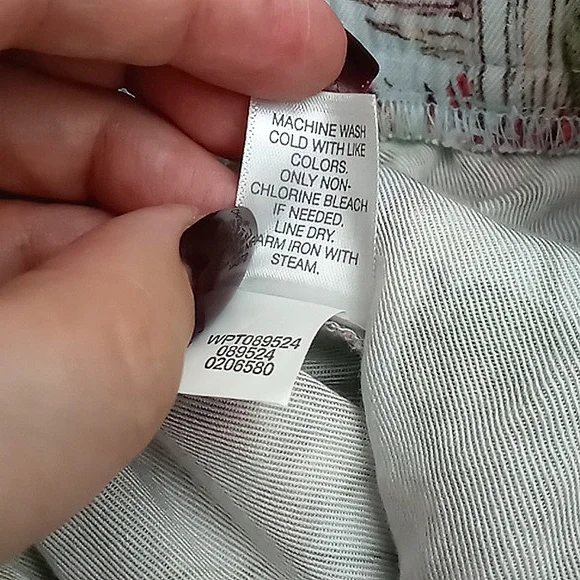 MACHINE WASH
COLD WITH LIKE
COLORS.
ONLY NON-
CHLORINE BLEACH
IF NEEDED.
LINE DRY.
ARM IRON WITH
STEAM.
WPT089524
089524
0206580